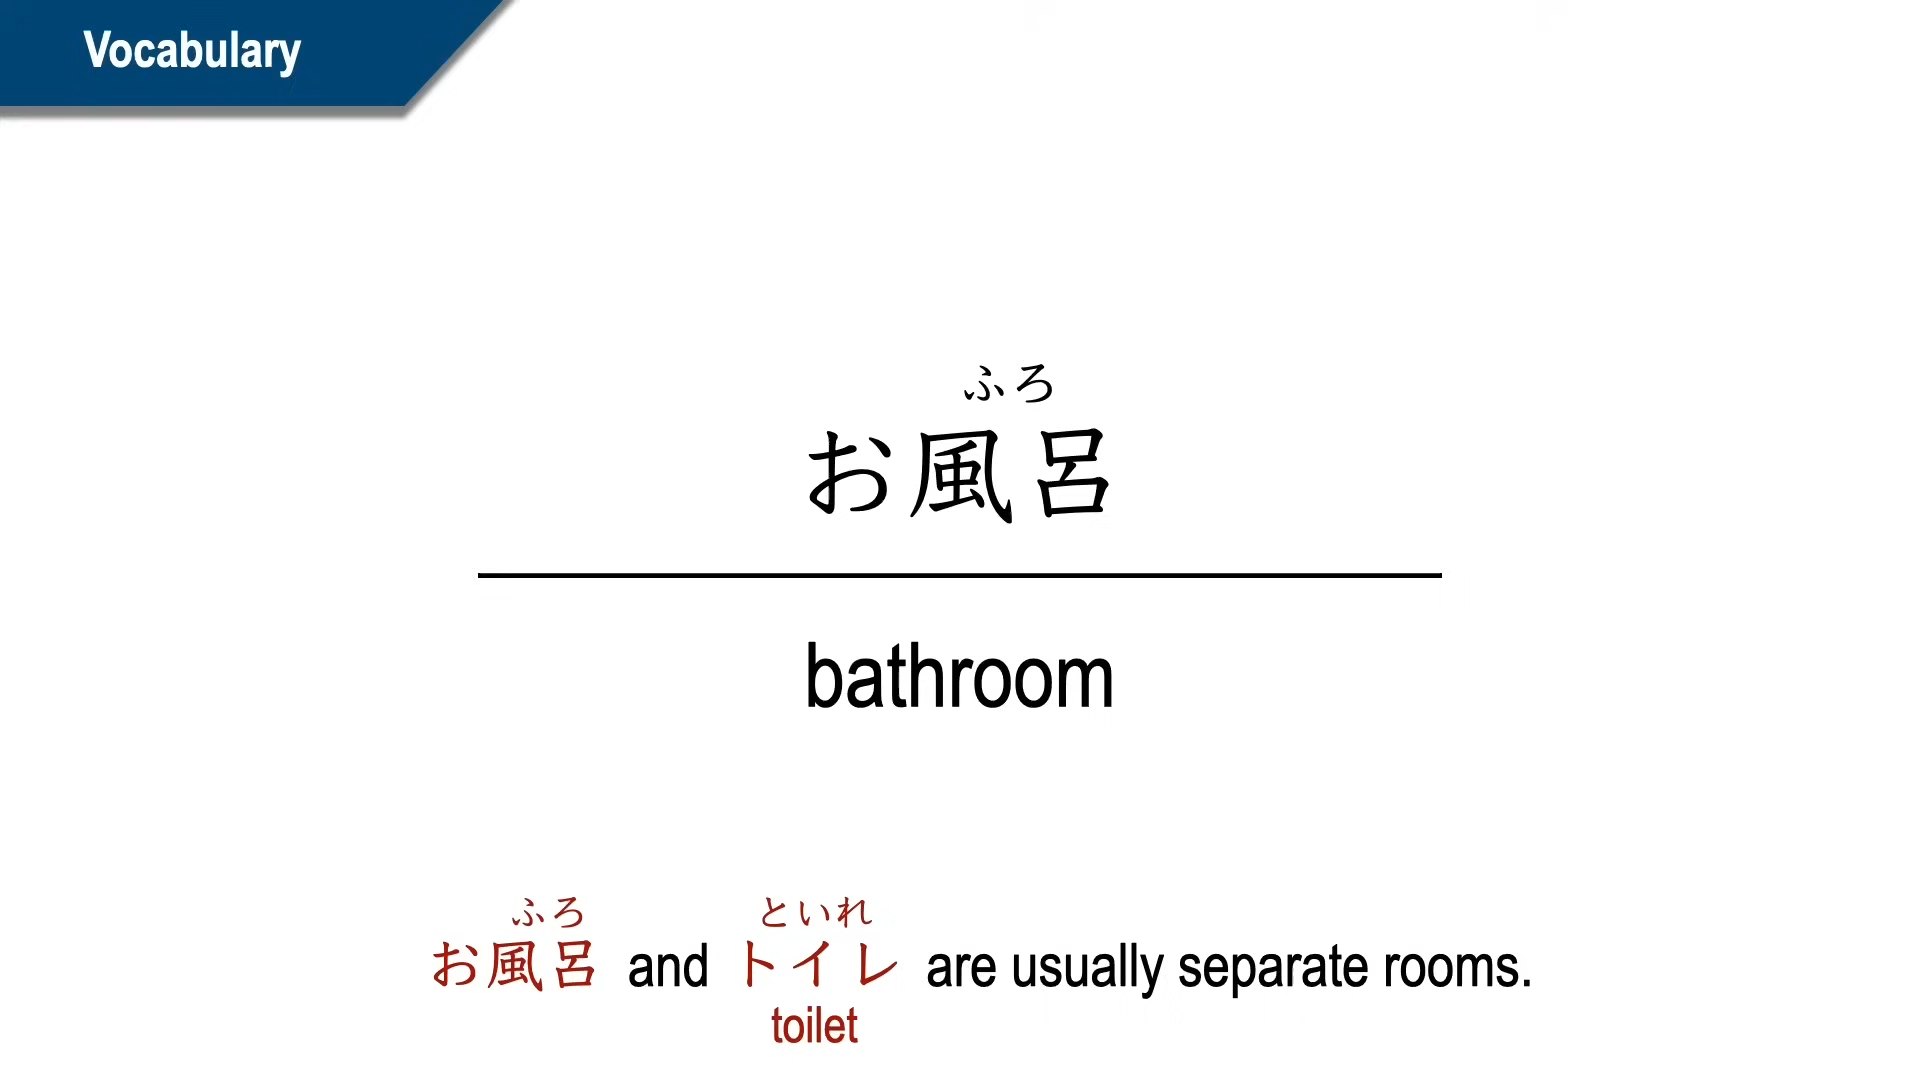 Vocabulary
ふろ
お風呂
bathroom
ふろ といれ
お風呂 and トイレ are usually separate rooms.
toilet